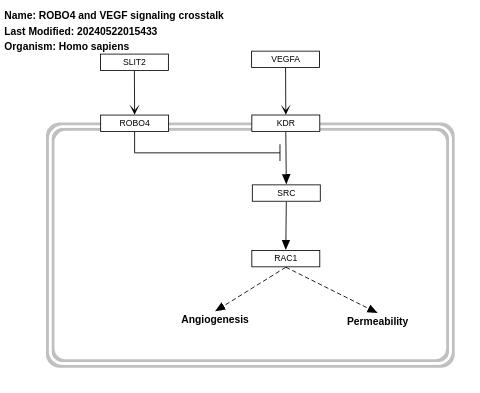 Name: ROBO4 and VEGF signaling crosstalk
Last Modified: 20240522015433
Organism: Homo sapiens
SLIT2
VEGFA
ROBO4
KDR
SRC
RAC1
Angiogenesis
Permeability